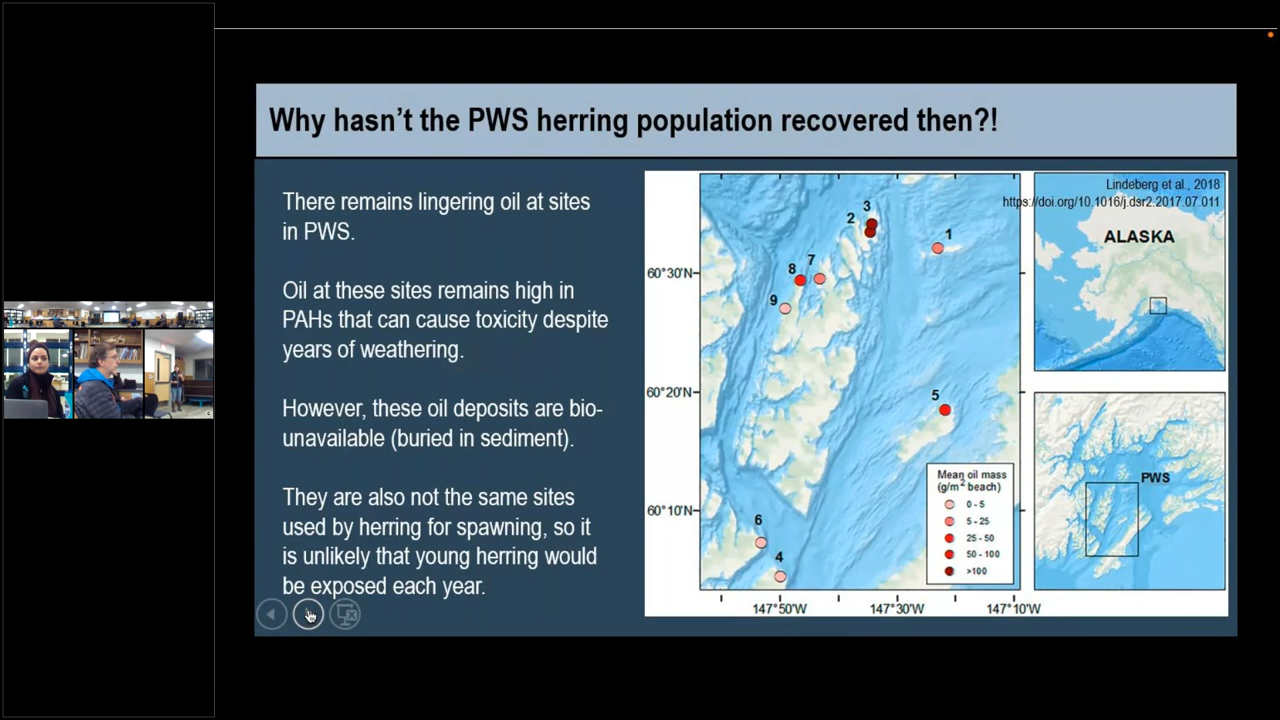 Why hasn't the PWS herring population recovered then?!
There remains lingering oil at sites
in PWS.
Oil at these sites remains high in
PAHs that can cause toxicity despite
years of weathering.
However, these oil deposits are bio-
unavailable (buried in sediment).
They are also not the same sites
used by herring for spawning, so it
is unlikely that young herring would
be exposed each year.
Lindeberg et al., 2018
https://doi.org/10.1016/j.dsr2.2017.07.011
3
2
1
7
8
9
5
6
4
60°30'N
60°20'N
60°10'N
147°50'W
147°30'W
147°10'W
Mean oil mass
(g/m² beach)
0 - 5
5 - 25
25 - 50
50 - 100
>100
ALASKA
PWS